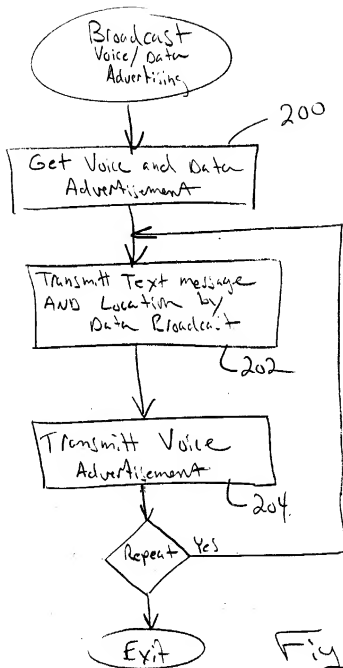 Broadcast
Voice/Data
Advertising
200
Get Voice and Data
Advertisement
Transmitt Text message
AND Location by
Data Broadcast
202
Transmitt Voice
Advertisement
204.
Repeat
Yes
Exit
Fig